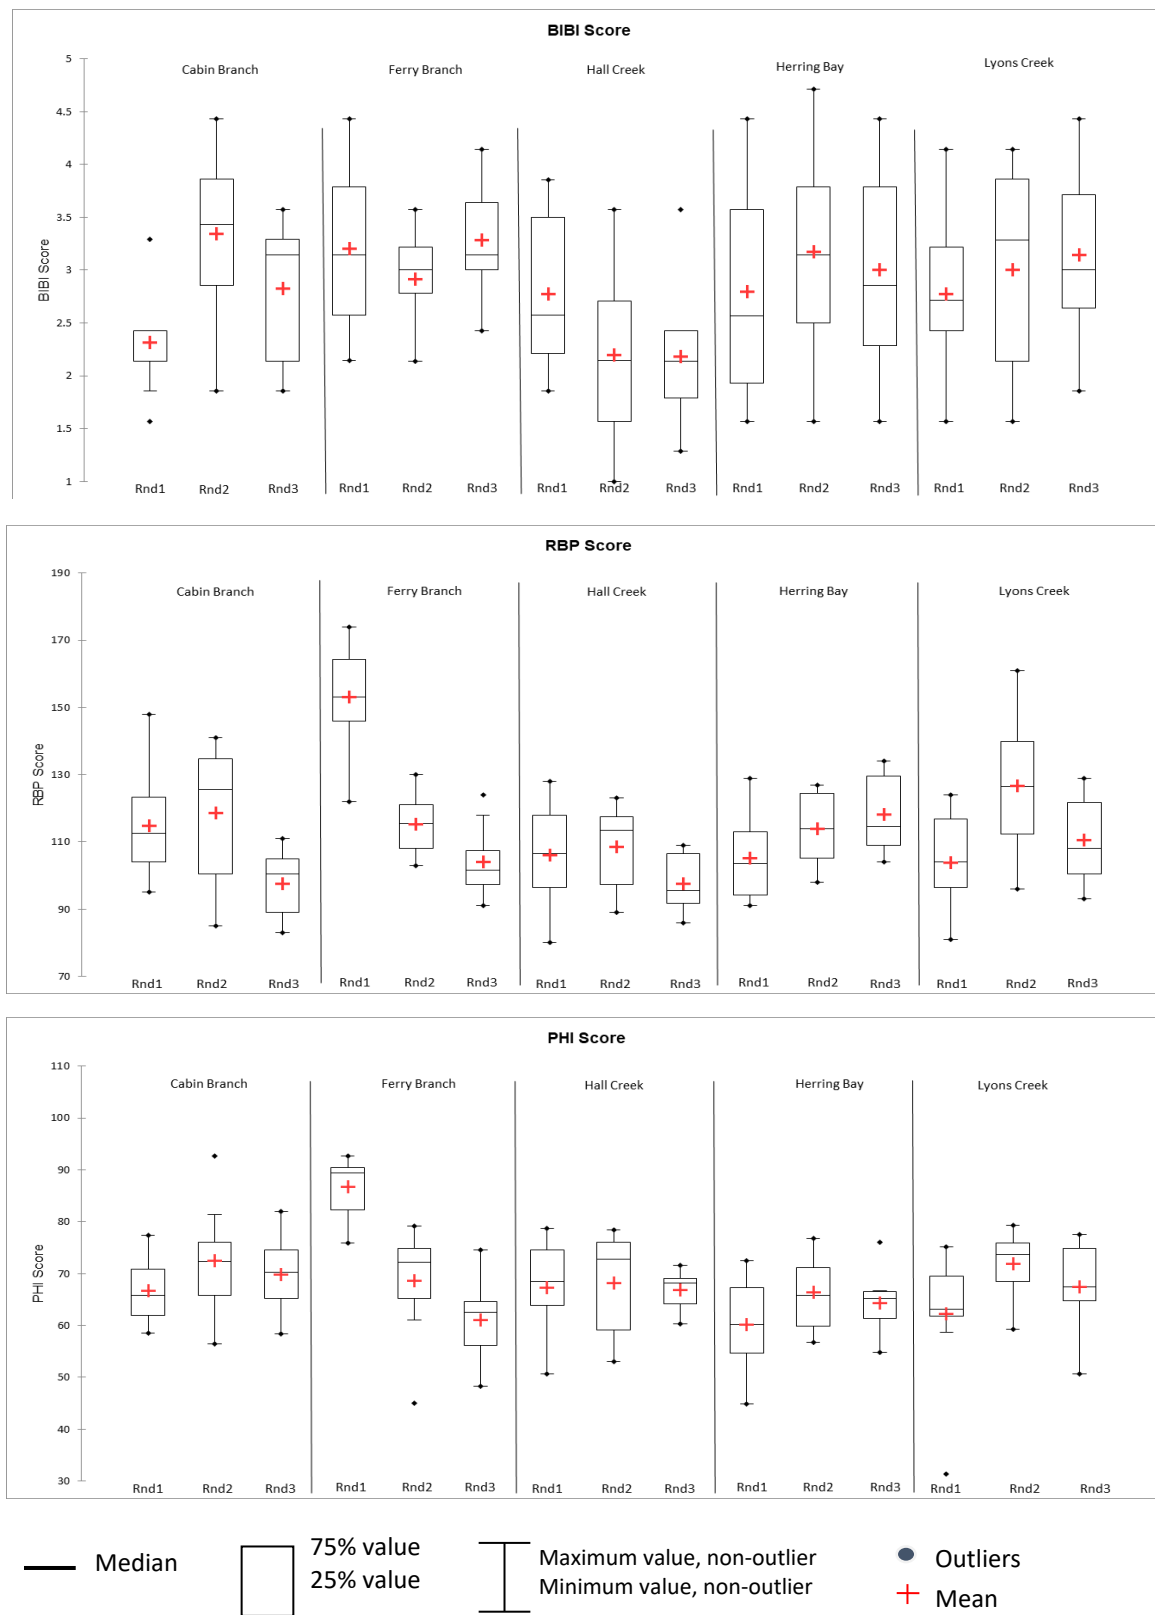 BIBI Score
Cabin Branch Ferry Branch Hall Creek Herring Bay Lyons Creek
BIBI Score
5
4.5
4
3.5
3
2.5
2
1.5
1
Rnd1 Rnd2 Rnd3 Rnd1 Rnd2 Rnd3 Rnd1 Rnd2 Rnd3 Rnd1 Rnd2 Rnd3 Rnd1 Rnd2 Rnd3
RBP Score
Cabin Branch Ferry Branch Hall Creek Herring Bay Lyons Creek
RBP Score
190
170
150
130
110
90
70
Rnd1 Rnd2 Rnd3 Rnd1 Rnd2 Rnd3 Rnd1 Rnd2 Rnd3 Rnd1 Rnd2 Rnd3 Rnd1 Rnd2 Rnd3
PHI Score
Cabin Branch Ferry Branch Hall Creek Herring Bay Lyons Creek
PHI Score
110
100
90
80
70
60
50
40
30
Rnd1 Rnd2 Rnd3 Rnd1 Rnd2 Rnd3 Rnd1 Rnd2 Rnd3 Rnd1 Rnd2 Rnd3 Rnd1 Rnd2 Rnd3
Median
75% value
25% value
Maximum value, non-outlier
Minimum value, non-outlier
Outliers
Mean